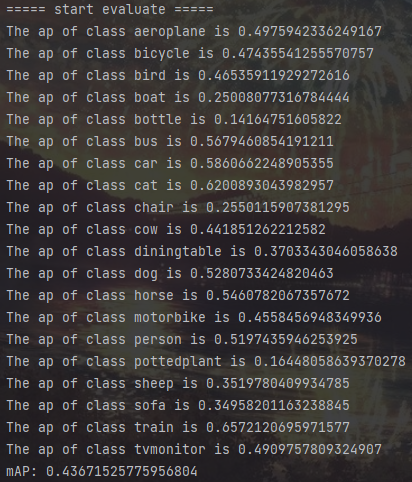 ===== start evaluate =====
The ap of class aeroplane is 0.4975942336249167
The ap of class bicycle is 0.47435541255570757
The ap of class bird is 0.46535911929272616
The ap of class boat is 0.25008077316784444
The ap of class bottle is 0.14164751605822
The ap of class bus is 0.5679460854191211
The ap of class car is 0.5860662248905355
The ap of class cat is 0.6200893043982957
The ap of class chair is 0.2550115907381295
The ap of class cow is 0.441851262212582
The ap of class diningtable is 0.3703343046058638
The ap of class dog is 0.5280733424820463
The ap of class horse is 0.5460782067357672
The ap of class motorbike is 0.4558456948349936
The ap of class person is 0.5197435946253925
The ap of class pottedplant is 0.16448058639370278
The ap of class sheep is 0.3519780409934785
The ap of class sofa is 0.34958201163238845
The ap of class train is 0.6572120695971577
The ap of class tvmonitor is 0.4909757809324907
mAP: 0.43671525775956804